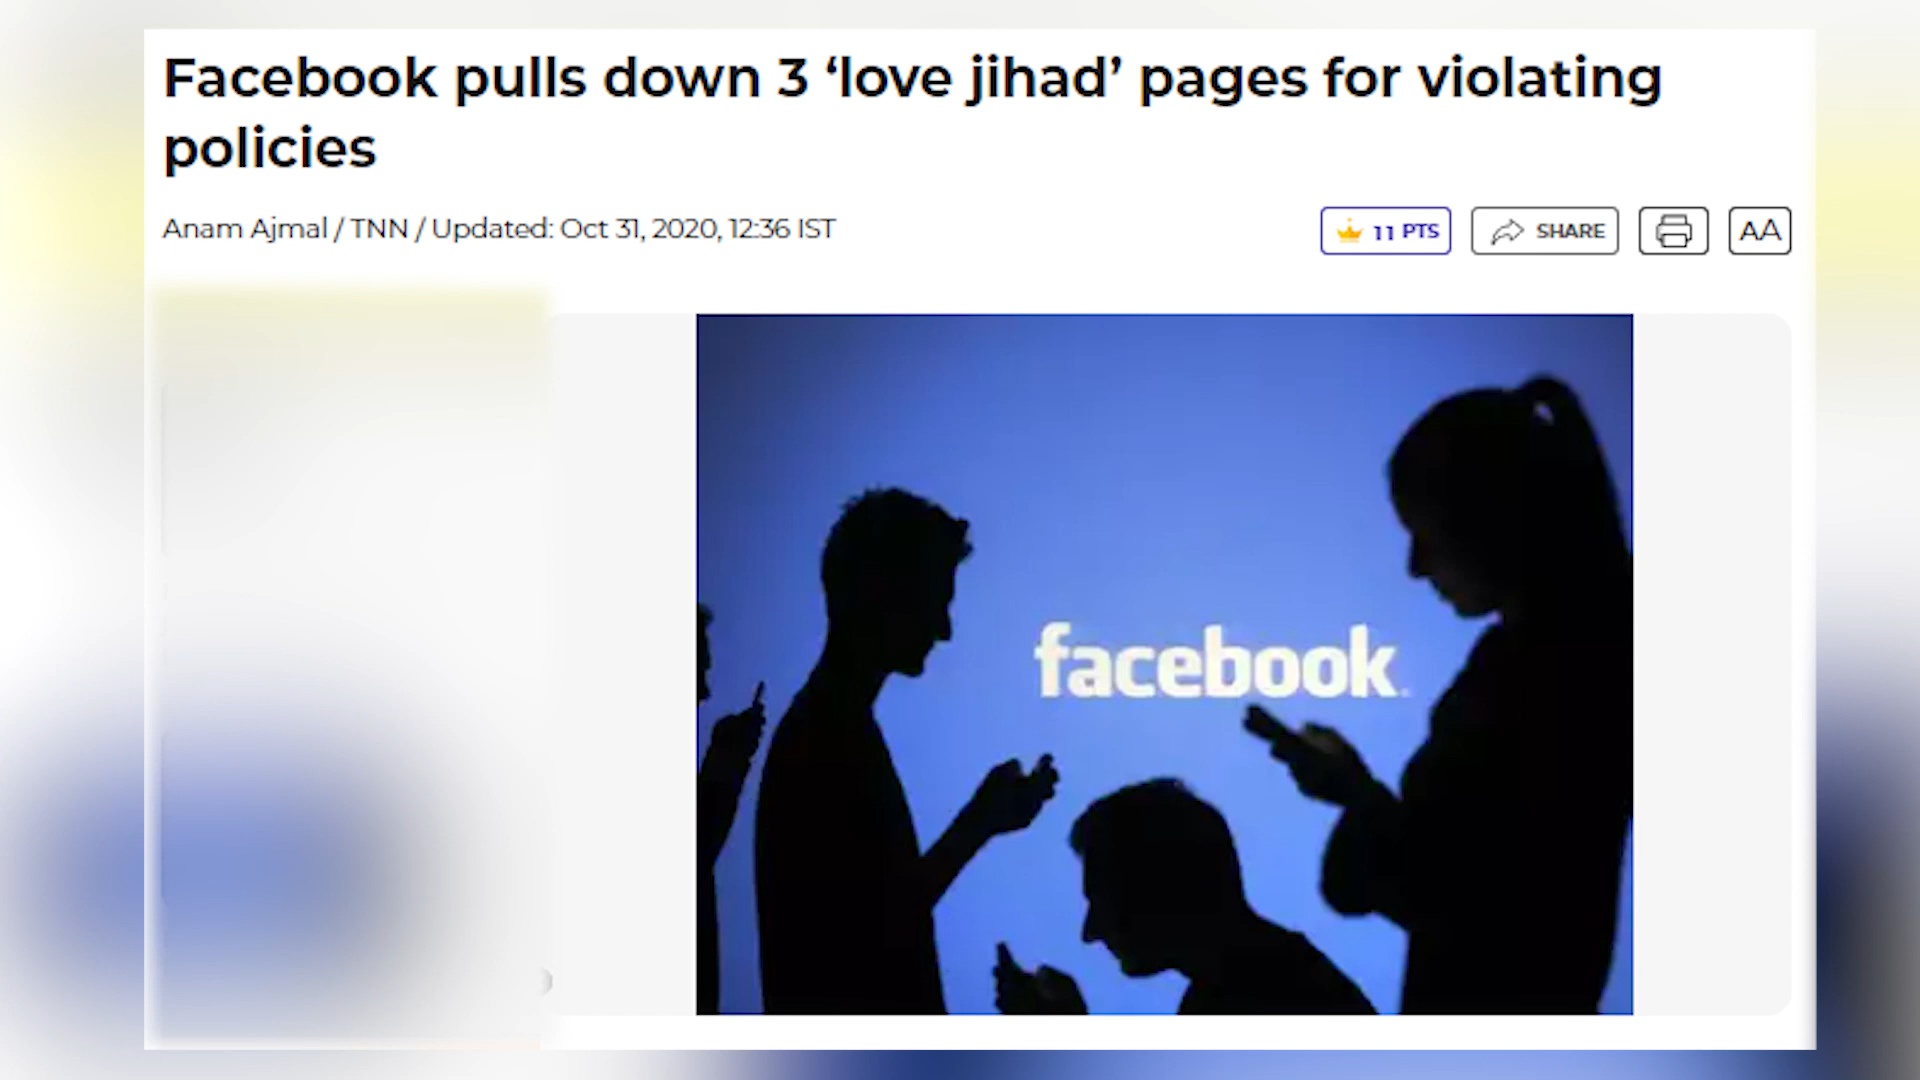 Facebook pulls down 3 ‘love jihad’ pages for violating
policies
Anam Ajmal / TNN / Updated: Oct 31, 2020, 12:36 IST
11 PTS
SHARE
AA
facebook